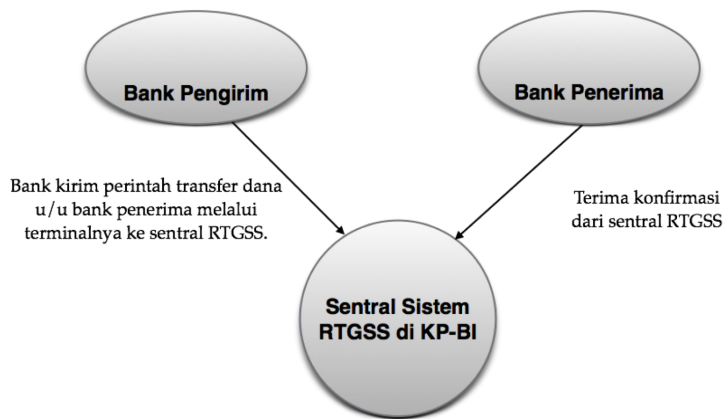 Bank Pengirim
Bank Penerima
Bank kirim perintah transfer dana
u/u bank penerima melalui
terminalnya ke sentral RTGSS.
Terima konfirmasi
dari sentral RTGSS
Sentral Sistem
RTGSS di KP-BI